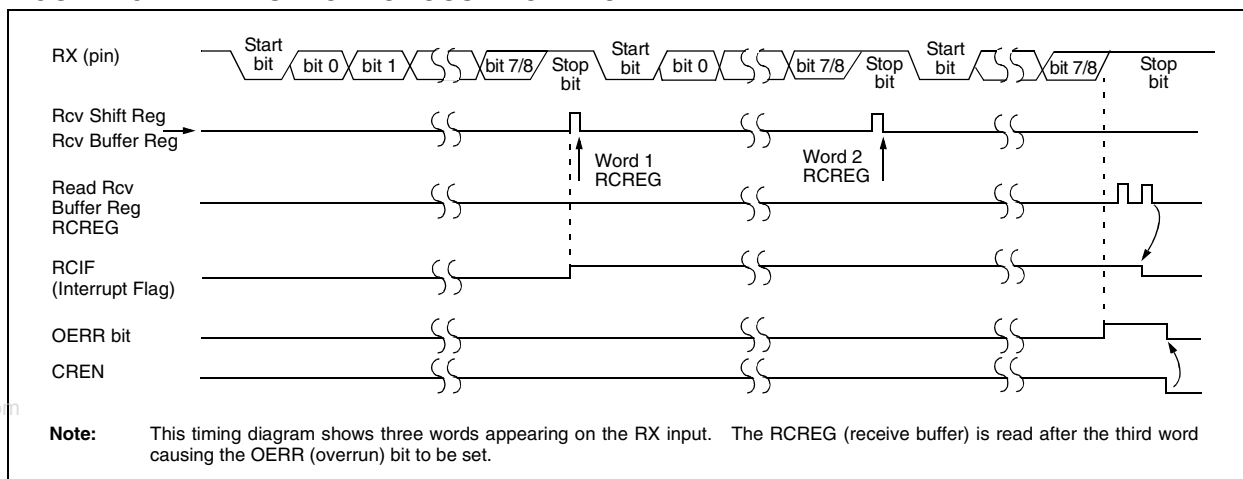 RX (pin)
Start bit
bit 0
bit 1
bit 7/8
Stop bit
Start bit
bit 0
bit 7/8
Stop bit
Start bit
bit 7/8
Stop bit
Rcv Shift Reg
Rcv Buffer Reg
Word 1
RCREG
Word 2
RCREG
Read Rcv
Buffer Reg
RCREG
RCIF
(Interrupt Flag)
OERR bit
CREN
Note: This timing diagram shows three words appearing on the RX input. The RCREG (receive buffer) is read after the third word
causing the OERR (overrun) bit to be set.